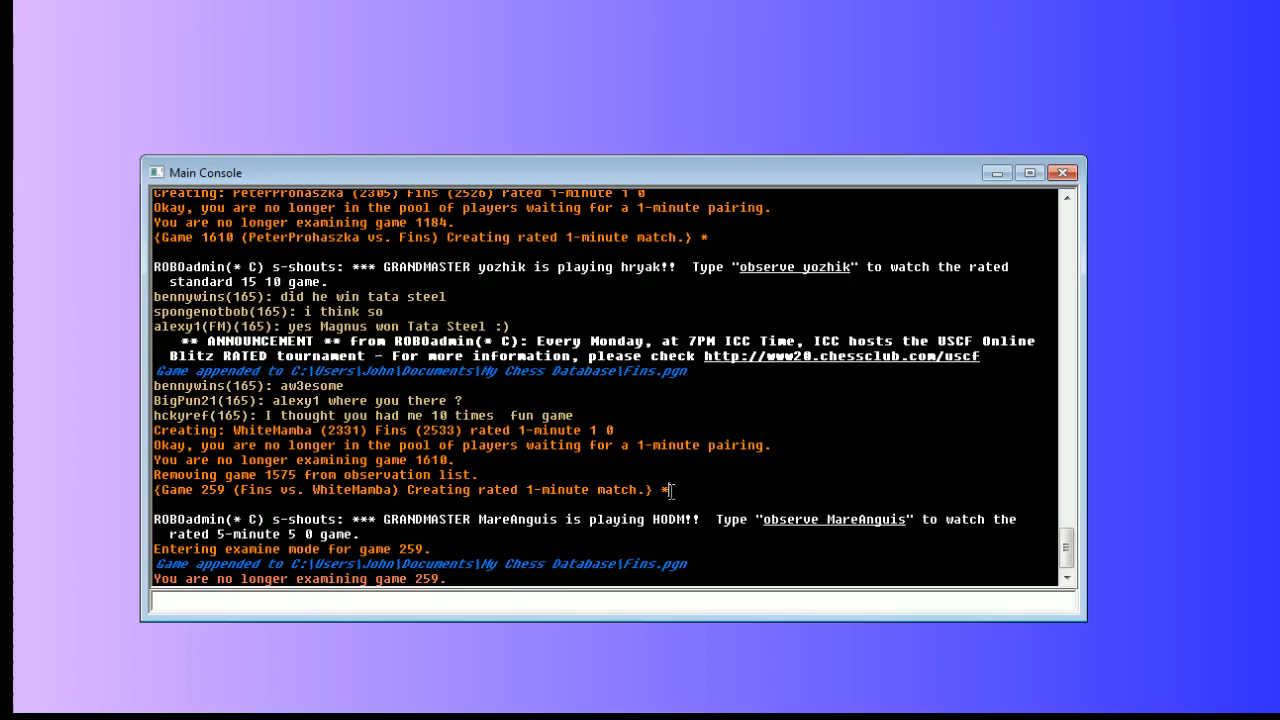 Main Console
Creating: PeterProhaszka (2305) Fins (2526) rated 1-minute 1 0
Okay, you are no longer in the pool of players waiting for a 1-minute pairing.
You are no longer examining game 1184.
{Game 1610 (PeterProhaszka vs. Fins) Creating rated 1-minute match.} *
ROBOadmin(* C) s-shouts: *** GRANDMASTER yozhik is playing hryak!!  Type "observe yozhik" to watch the rated
standard 15 10 game.
bennywins(165): did he win tata steel
spongenotbob(165): i think so
alexy1(FM)(165): yes Magnus won Tata Steel :)
** ANNOUNCEMENT ** from ROBOadmin(* C): Every Monday, at 7PM ICC Time, ICC hosts the USCF Online
Blitz RATED tournament - For more information, please check http://www20.chessclub.com/uscf
Game appended to C:\Users\John\Documents\My Chess Database\Fins.pgn
bennywins(165): aw3esome
BigPun21(165): alexy1 where you there ?
hckyref(165): I thought you had me 10 times  fun game
Creating: WhiteMamba (2331) Fins (2533) rated 1-minute 1 0
Okay, you are no longer in the pool of players waiting for a 1-minute pairing.
You are no longer examining game 1610.
Removing game 1575 from observation list.
{Game 259 (Fins vs. WhiteMamba) Creating rated 1-minute match.} *
ROBOadmin(* C) s-shouts: *** GRANDMASTER MareAnguis is playing HODM!!  Type "observe MareAnguis" to watch the
rated 5-minute 5 0 game.
Entering examine mode for game 259.
Game appended to C:\Users\John\Documents\My Chess Database\Fins.pgn
You are no longer examining game 259.